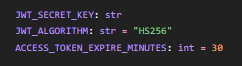 JWT_SECRET_KEY: str
JWT_ALGORITHM: str = "HS256"
ACCESS_TOKEN_EXPIRE_MINUTES: int = 30